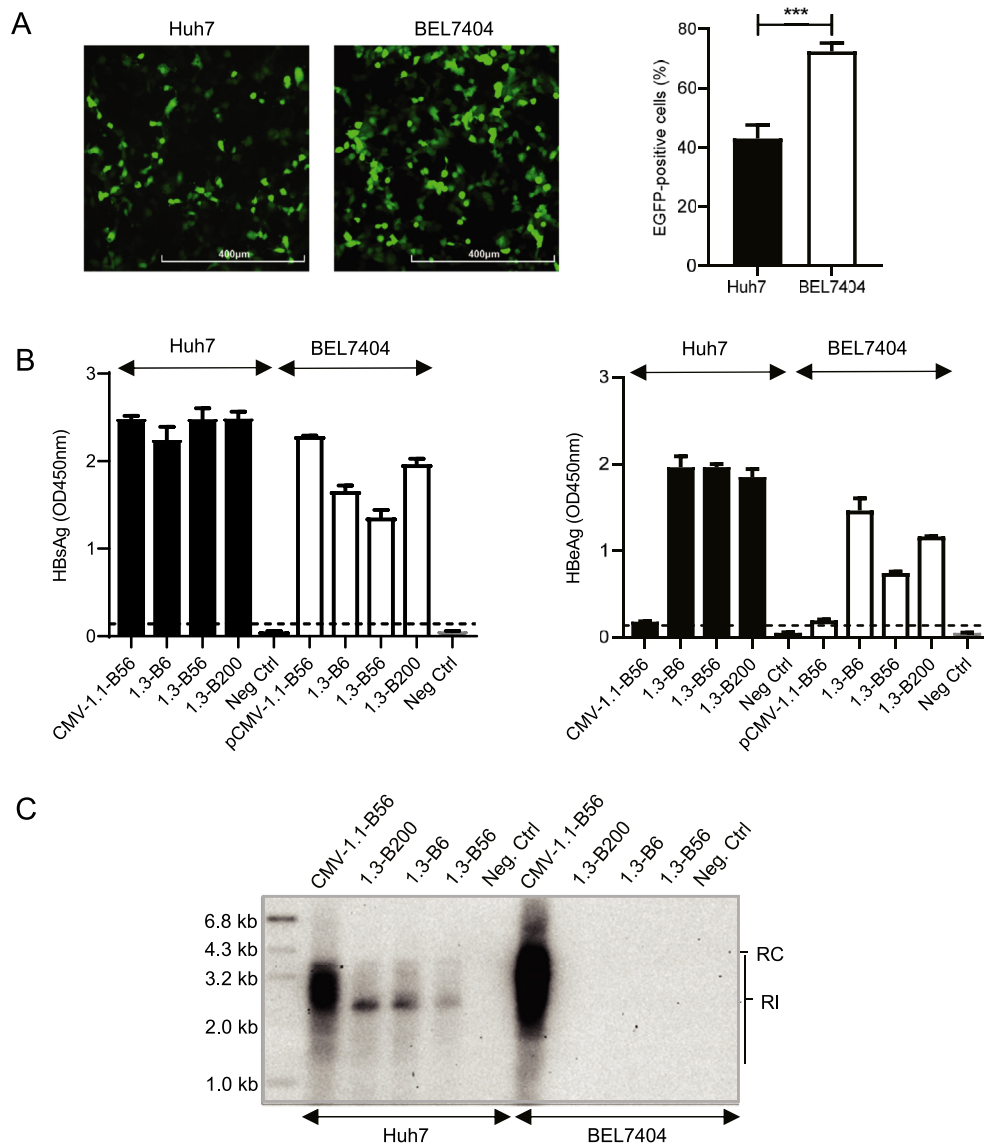 A
Huh7
BEL7404
400μm
400μm
***
EGFP-positive cells (%)
80
60
40
20
0
Huh7
BEL7404
B
Huh7
BEL7404
HBsAg (OD450nm)
3
2
1
0
CMV-1.1-B56
1.3-B6
1.3-B56
1.3-B200
Neg Ctrl
pCMV-1.1-B56
1.3-B6
1.3-B56
1.3-B200
Neg Ctrl
Huh7
BEL7404
HBeAg (OD450nm)
3
2
1
0
CMV-1.1-B56
1.3-B6
1.3-B56
1.3-B200
Neg Ctrl
pCMV-1.1-B56
1.3-B6
1.3-B56
1.3-B200
Neg Ctrl
C
CMV-1.1-B56
1.3-B200
1.3-B6
1.3-B56
Neg. Ctrl
CMV-1.1-B56
1.3-B200
1.3-B6
1.3-B56
Neg. Ctrl
6.8 kb
4.3 kb
3.2 kb
2.0 kb
1.0 kb
RC
RI
Huh7
BEL7404